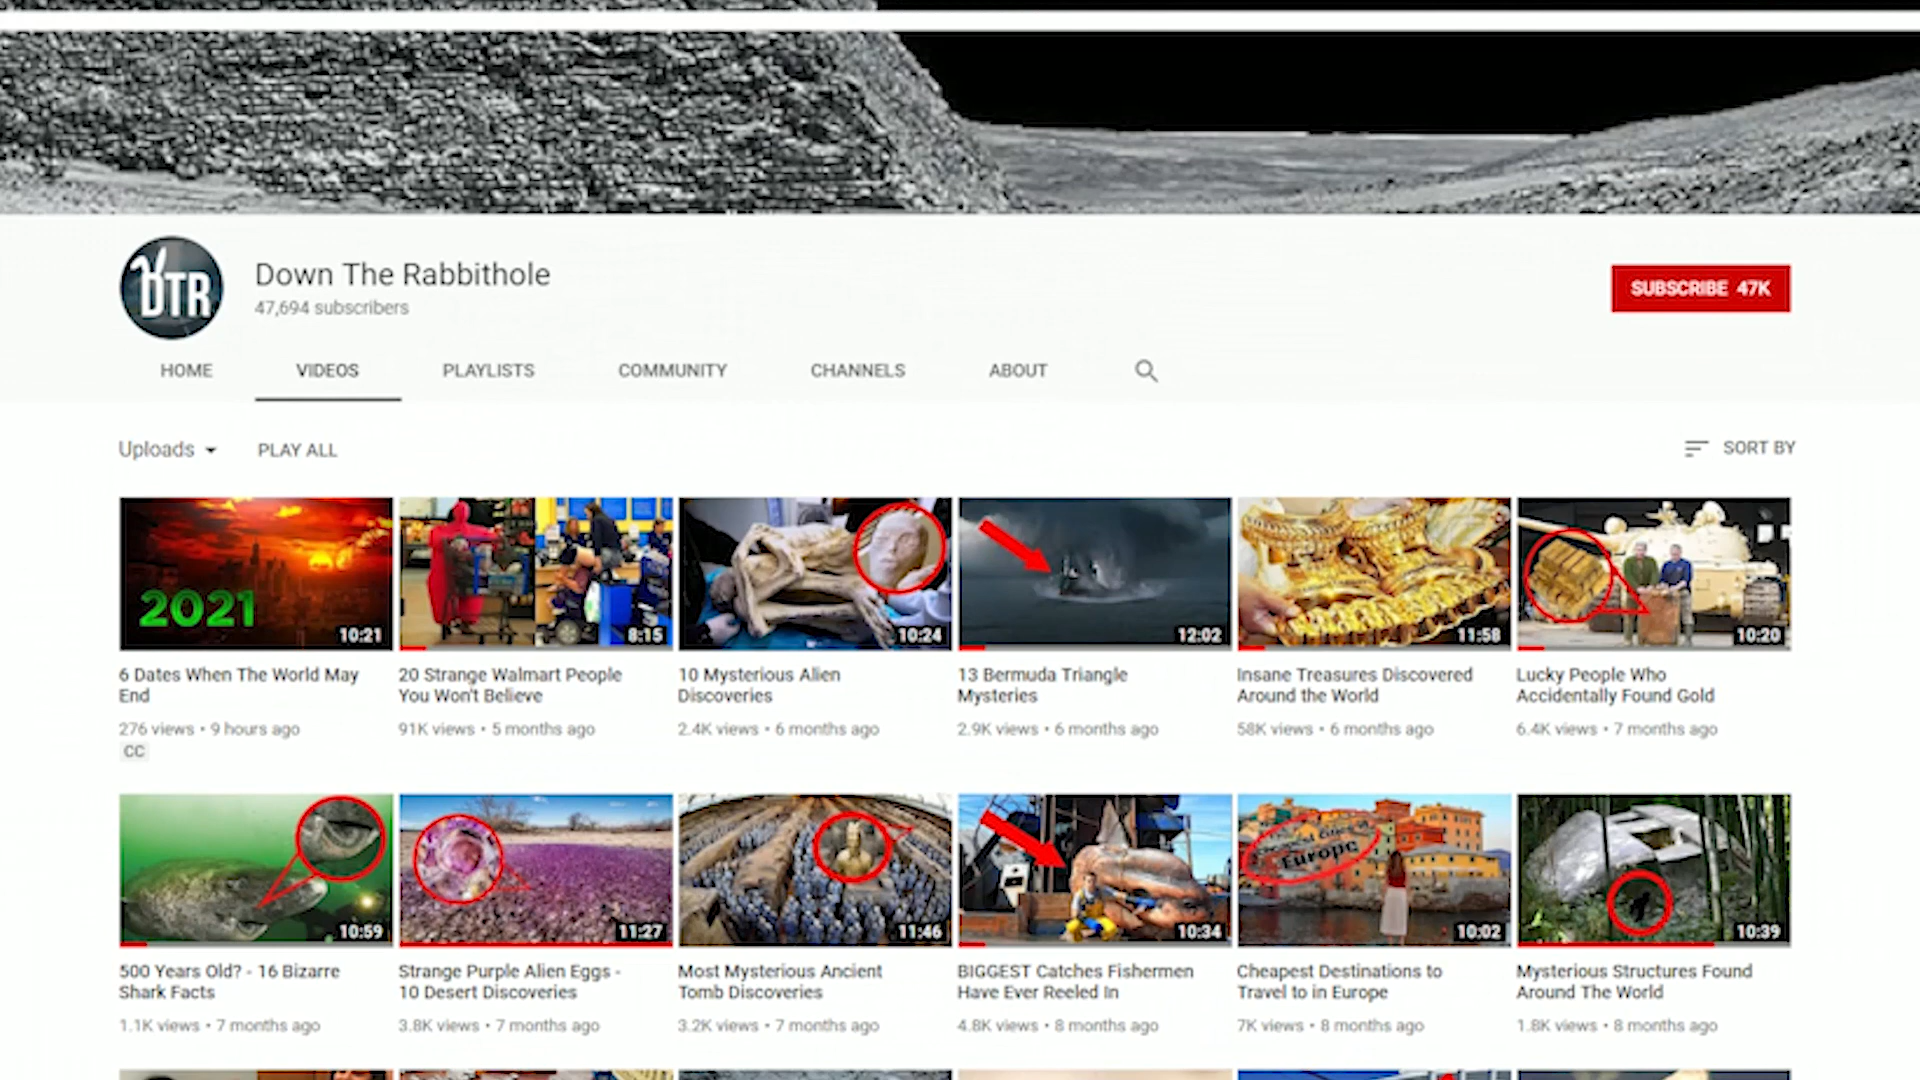 DTR
Down The Rabbithole
47,694 subscribers
SUBSCRIBE 47K
HOME VIDEOS PLAYLISTS COMMUNITY CHANNELS ABOUT
Uploads PLAY ALL SORT BY
2021
10:21 8:15 10:24 12:02 11:58 10:20
6 Dates When The World May
End
276 views • 9 hours ago
CC
20 Strange Walmart People
You Won't Believe
91K views • 5 months ago
10 Mysterious Alien
Discoveries
2.4K views • 6 months ago
13 Bermuda Triangle
Mysteries
2.9K views • 6 months ago
Insane Treasures Discovered
Around the World
58K views • 6 months ago
Lucky People Who
Accidentally Found Gold
6.4K views • 7 months ago
Europe
10:59 11:27 11:46 10:34 10:02 10:39
500 Years Old? - 16 Bizarre
Shark Facts
1.1K views • 7 months ago
Strange Purple Alien Eggs -
10 Desert Discoveries
3.8K views • 7 months ago
Most Mysterious Ancient
Tomb Discoveries
3.2K views • 7 months ago
BIGGEST Catches Fishermen
Have Ever Reeled In
4.8K views • 8 months ago
Cheapest Destinations to
Travel to in Europe
7K views • 8 months ago
Mysterious Structures Found
Around The World
1.8K views • 8 months ago